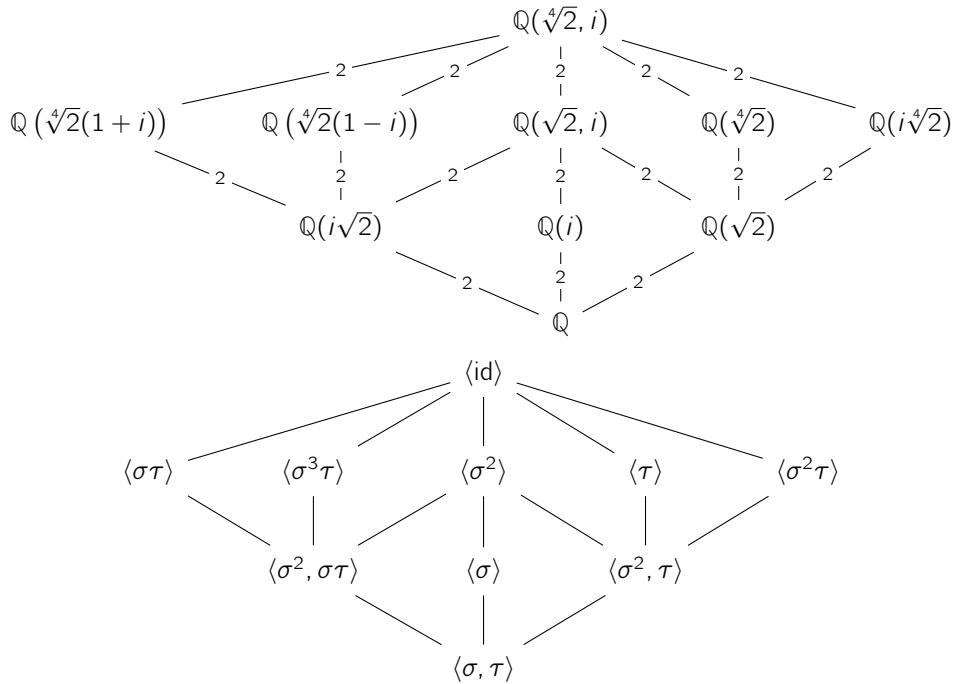 ℚ(∜2, i)
2 2 2 2 2
ℚ (∜2(1 + i)) ℚ (∜2(1 − i)) ℚ(√2, i) ℚ(∜2) ℚ(i∜2)
2 2 2 2 2 2 2
ℚ(i√2) ℚ(i) ℚ(√2)
2 2 2
ℚ
⟨id⟩
⟨στ⟩ ⟨σ³τ⟩ ⟨σ²⟩ ⟨τ⟩ ⟨σ²τ⟩
⟨σ², στ⟩ ⟨σ⟩ ⟨σ², τ⟩
⟨σ, τ⟩